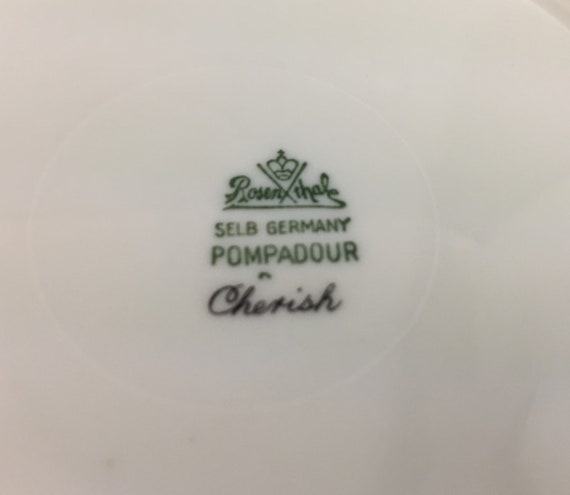 Rosenthal
SELB GERMANY
POMPADOUR
Cherish